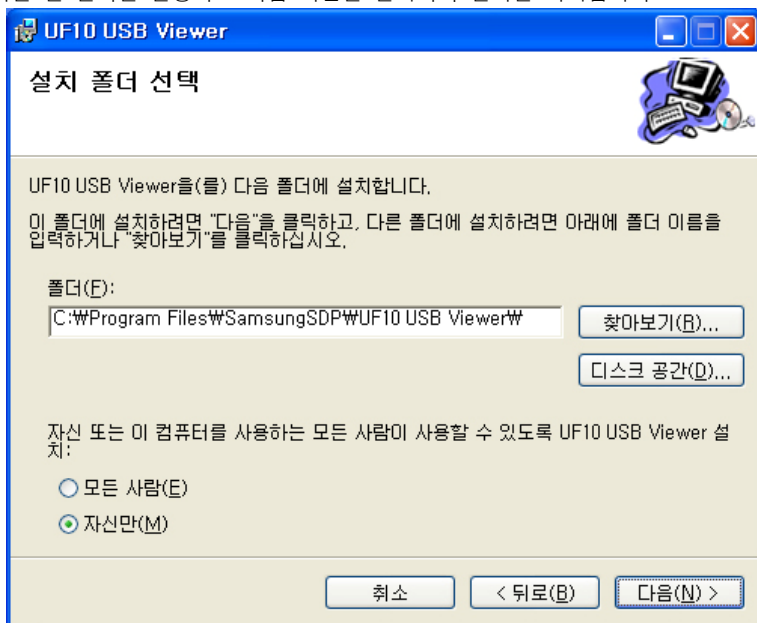 UF10 USB Viewer
설치 폴더 선택
UF10 USB Viewer을(를) 다음 폴더에 설치합니다.
이 폴더에 설치하려면 "다음"을 클릭하고, 다른 폴더에 설치하려면 아래에 폴더 이름을
입력하거나 "찾아보기"를 클릭하십시오.
폴더(F):
C:₩Program Files₩SamsungSDP₩UF10 USB Viewer₩
찾아보기(R)...
디스크 공간(D)...
자신 또는 이 컴퓨터를 사용하는 모든 사람이 사용할 수 있도록 UF10 USB Viewer 설
치:
모든 사람(E)
자신만(M)
취소
< 뒤로(B)
다음(N) >